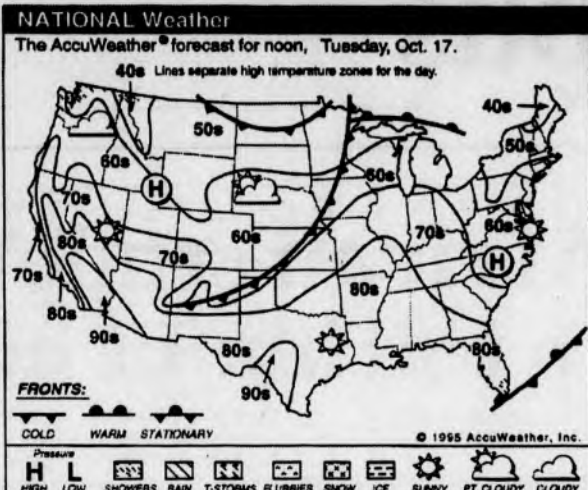 NATIONAL Weather
The AccuWeather® forecast for noon, Tuesday, Oct. 17.
40s Lines separate high temperature zones for the day.
50s
40s
50s
60s
60s
H
70s
60s
80s
60s
70s
60s
70s
H
70s
80s
80s
90s
80s
90s
80s
FRONTS:
COLD WARM STATIONARY
© 1995 AccuWeather, Inc.
Pressure
H L
HIGH LOW SHOWERS RAIN T-STORMS FLURRIES SNOW ICE SUNNY PT. CLOUDY CLOUDY